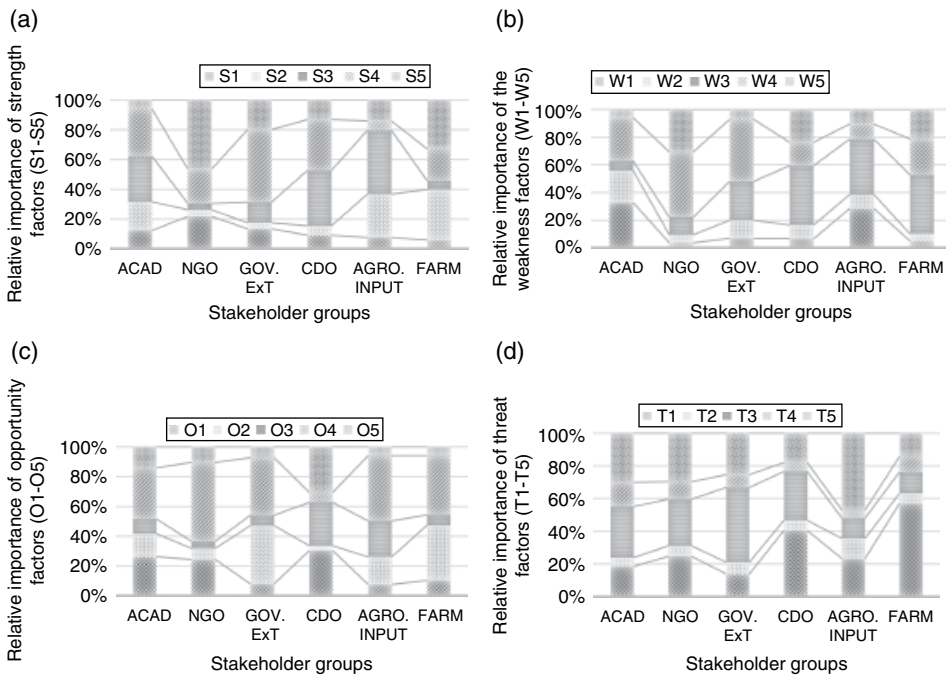 (a)
Relative importance of strength
factors (S1-S5)
S1 S2 S3 S4 S5
100%
80%
60%
40%
20%
0%
ACAD NGO GOV. CDO AGRO. FARM
ExT INPUT
Stakeholder groups
(b)
Relative importance of the
weakness factors (W1-W5)
W1 W2 W3 W4 W5
100%
80%
60%
40%
20%
0%
ACAD NGO GOV. CDO AGRO. FARM
ExT INPUT
Stakeholder groups
(c)
Relative importance of opportunity
factors (O1-O5)
O1 O2 O3 O4 O5
100%
80%
60%
40%
20%
0%
ACAD NGO GOV. CDO AGRO. FARM
ExT INPUT
Stakeholder groups
(d)
Relative importance of threat
factors (T1-T5)
T1 T2 T3 T4 T5
100%
80%
60%
40%
20%
0%
ACAD NGO GOV. CDO AGRO. FARM
ExT INPUT
Stakeholder groups